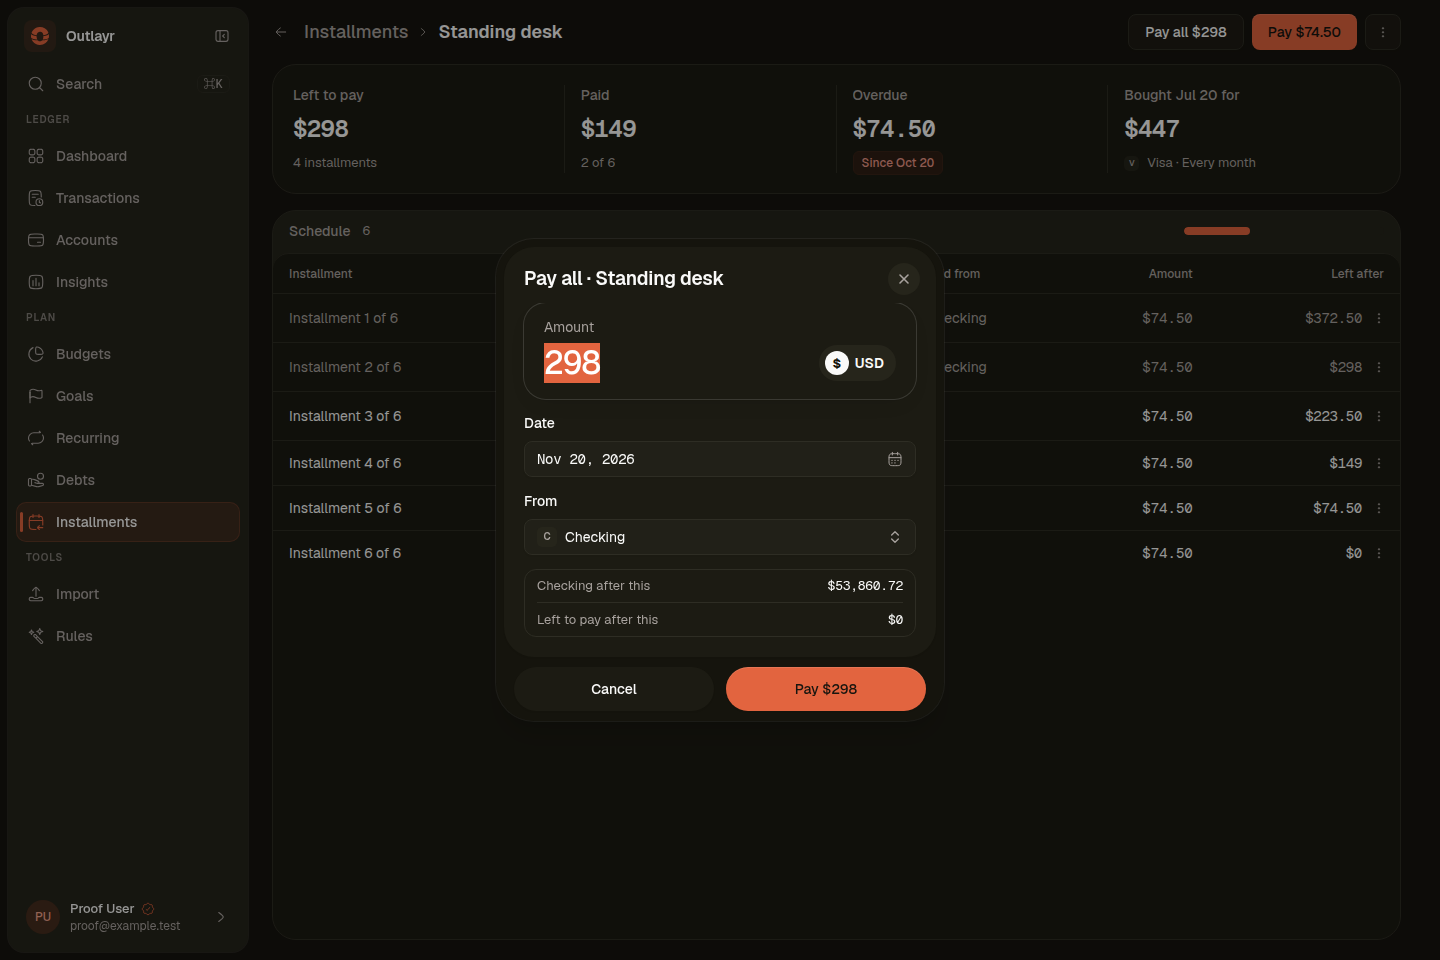 Outlayr
Search ⌘K
LEDGER
Dashboard
Transactions
Accounts
Insights
PLAN
Budgets
Goals
Recurring
Debts
Installments
TOOLS
Import
Rules
PU
Proof User
proof@example.test
Installments
Standing desk
Pay all $298
Pay $74.50
Left to pay
$298
4 installments
Paid
$149
2 of 6
Overdue
$74.50
Since Oct 20
Bought Jul 20 for
$447
V Visa · Every month
Schedule 6
Installment d from Amount Left after
Installment 1 of 6 ecking $74.50 $372.50
Installment 2 of 6 ecking $74.50 $298
Installment 3 of 6 $74.50 $223.50
Installment 4 of 6 $74.50 $149
Installment 5 of 6 $74.50 $74.50
Installment 6 of 6 $74.50 $0
Pay all · Standing desk
Amount
298
$ USD
Date
Nov 20, 2026
From
C Checking
Checking after this $53,860.72
Left to pay after this $0
Cancel
Pay $298